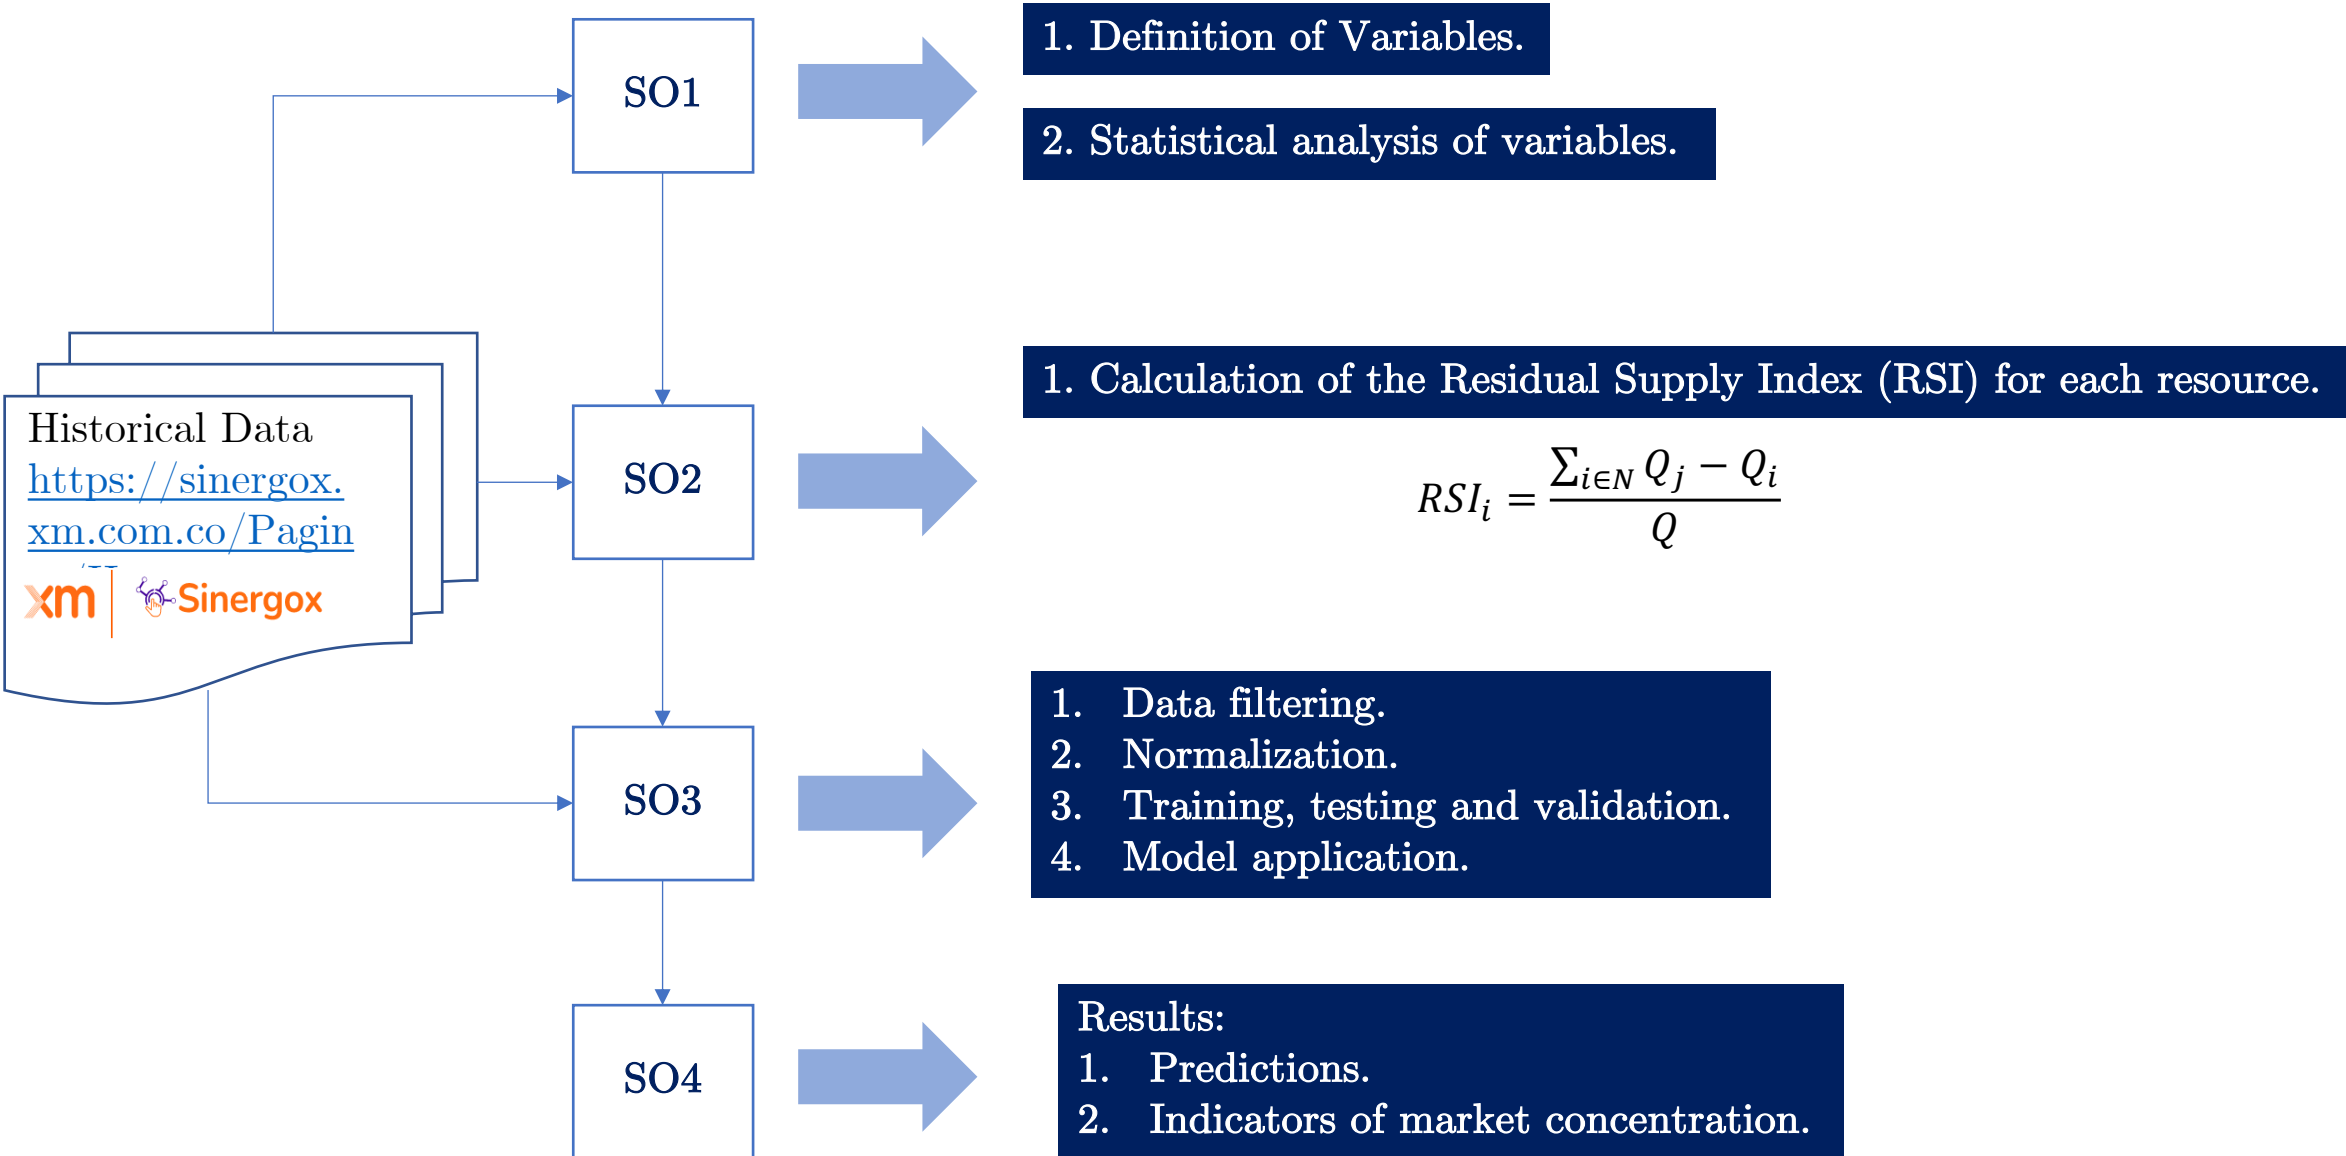 SO1
1. Definition of Variables.
2. Statistical analysis of variables.
Historical Data
https://sinergox.
xm.com.co/Pagin
xm
Sinergox
SO2
1. Calculation of the Residual Supply Index (RSI) for each resource.
RSI_i = \frac{\sum_{i∈N} Q_j − Q_i}{Q}
SO3
1. Data filtering.
2. Normalization.
3. Training, testing and validation.
4. Model application.
SO4
Results:
1. Predictions.
2. Indicators of market concentration.